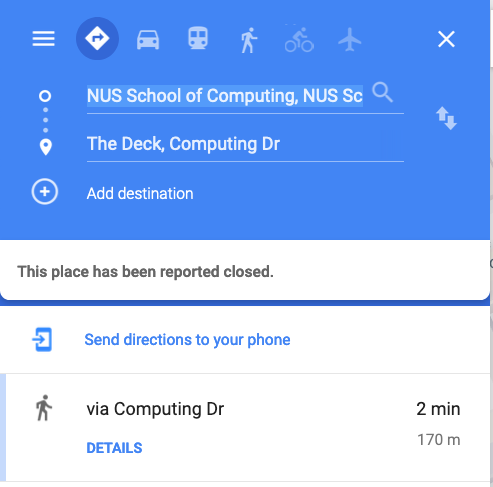 NUS School of Computing, NUS Sc
The Deck, Computing Dr
Add destination
This place has been reported closed.
Send directions to your phone
via Computing Dr
2 min
170 m
DETAILS